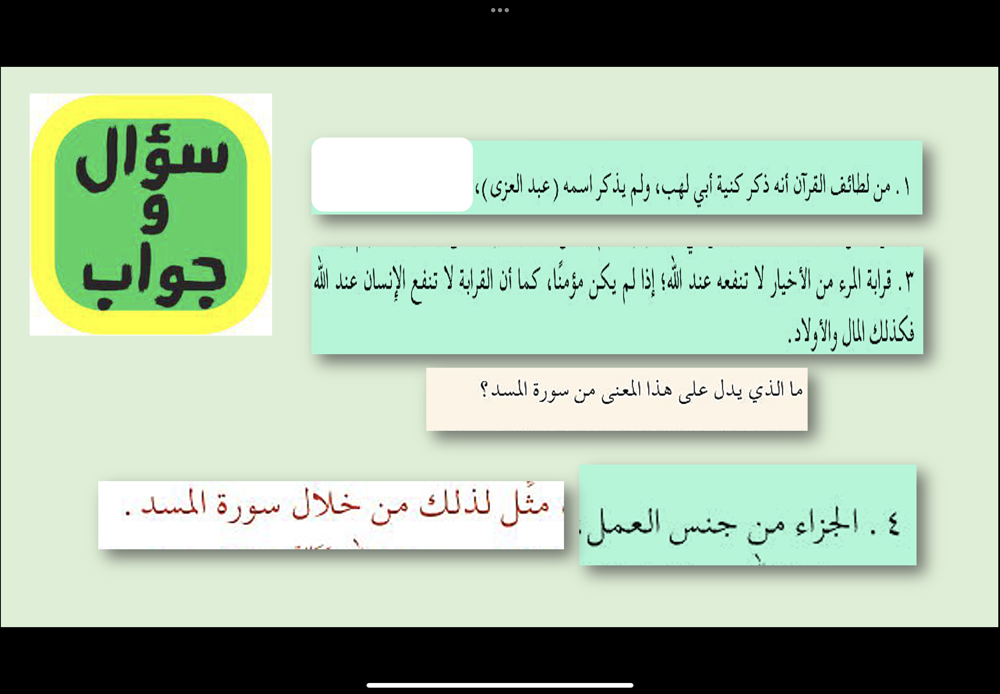 سؤال
و
جواب
١. من لطائف القرآن أنه ذكر كنية أبي لهب، ولم يذكر اسمه (عبد العزى)،
٣. قرابة المرء من الأخيار لا تنفعه عند الله؛ إذا لم يكن مؤمنًا، كما أن القرابة لا تنفع الإنسان عند الله
فكذلك المال والأولاد.
ما الذي يدل على هذا المعنى من سورة المسد؟
٤. الجزاء من جنس العمل.
مثّل لذلك من خلال سورة المسد.